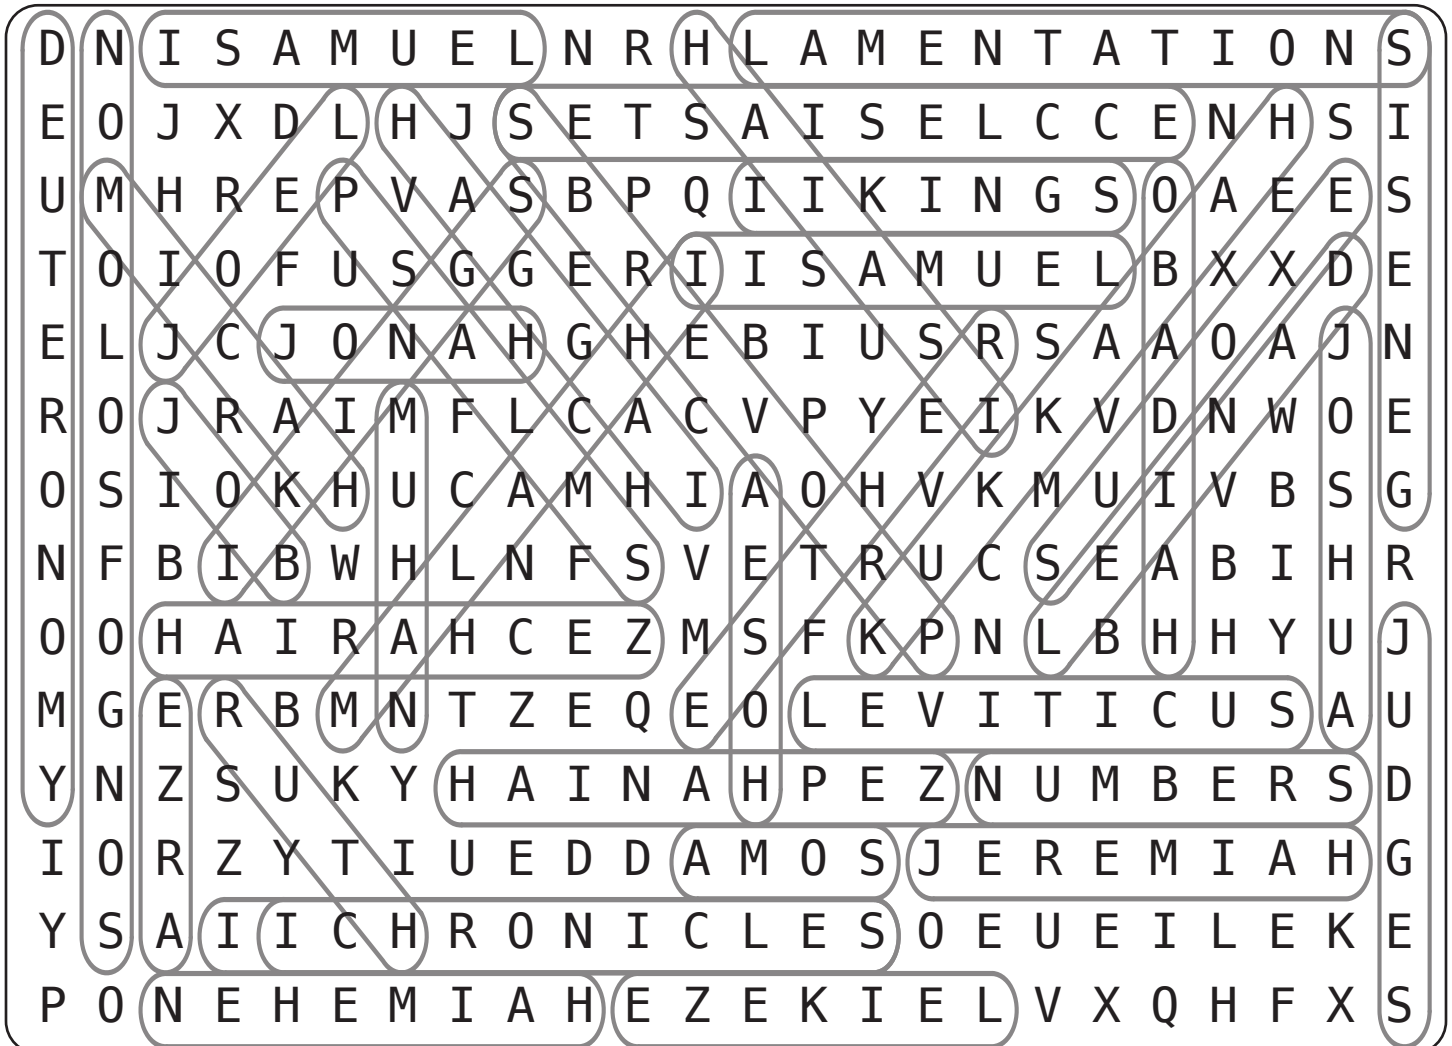 D N I S A M U E L N R H L A M E N T A T I O N S
E O J X D L H J S E T S A I S E L C C E N H S I
U M H R E P V A S B P Q I I K I N G S O A E E S
T O I O F U S G G E R I I S A M U E L B X X D E
E L J C J O N A H G H E B I U S R S A A O A J N
R O J R A I M F L C A C V P Y E I K V D N W O E
O S I O K H U C A M H I A O H V K M U I V B S G
N F B I B W H L N F S V E T R U C S E A B I H R
O O H A I R A H C E Z M S F K P N L B H H Y U J
M G E R B M N T Z E Q E O L E V I T I C U S A U
Y N Z S U K Y H A I N A H P E Z N U M B E R S D
I O R Z Y T I U E D D A M O S J E R E M I A H G
Y S A I I C H R O N I C L E S O E U E I L E K E
P O N E H E M I A H E Z E K I E L V X Q H F X S